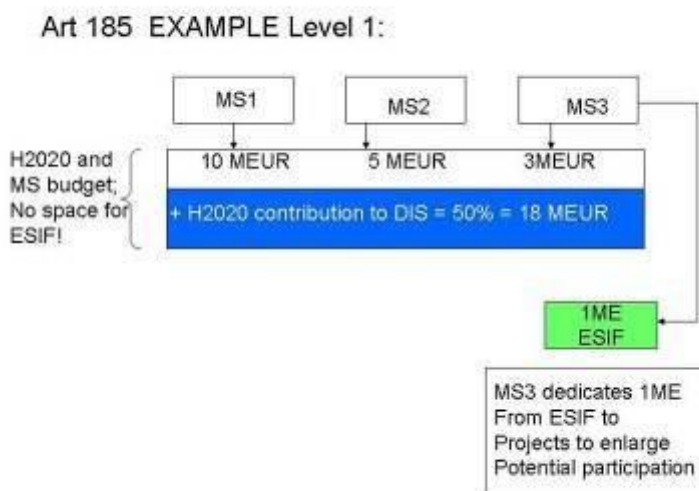 Art 185 EXAMPLE Level 1:
MS1
MS2
MS3
H2020 and
MS budget;
No space for
ESIF!
10 MEUR
5 MEUR
3MEUR
+ H2020 contribution to DIS = 50% = 18 MEUR
1ME
ESIF
MS3 dedicates 1ME
From ESIF to
Projects to enlarge
Potential participation